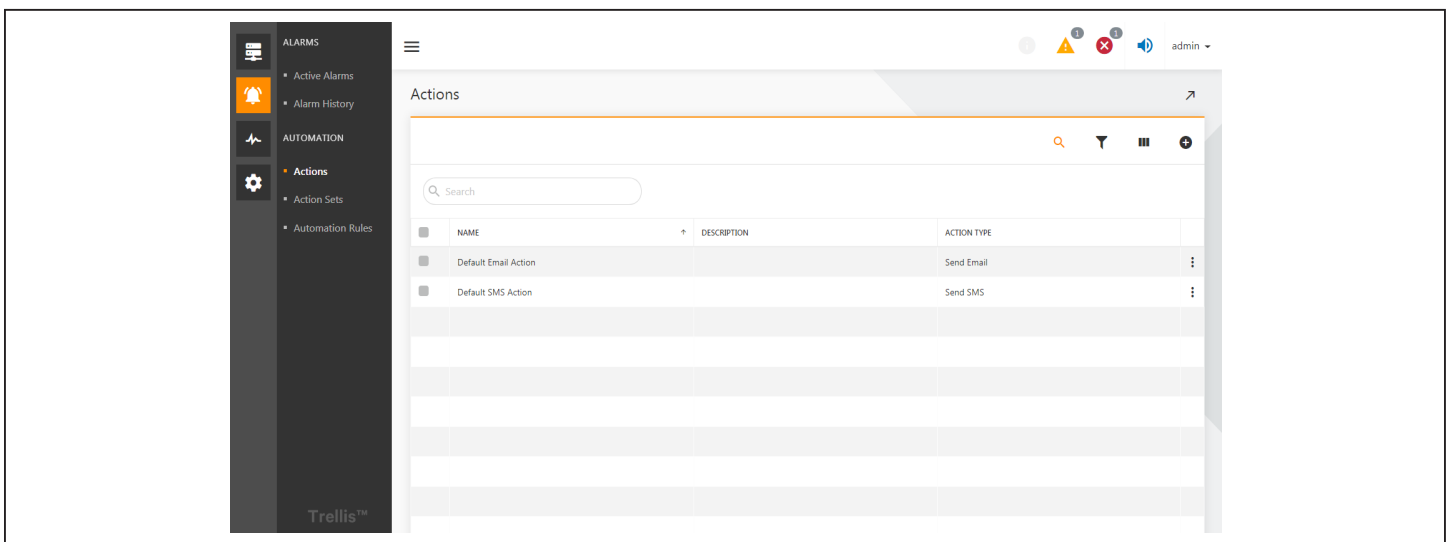 ALARMS
Active Alarms
Alarm History
AUTOMATION
Actions
Action Sets
Automation Rules
Trellis™
1
1
admin
Actions
Search
NAME DESCRIPTION ACTION TYPE
Default Email Action Send Email
Default SMS Action Send SMS